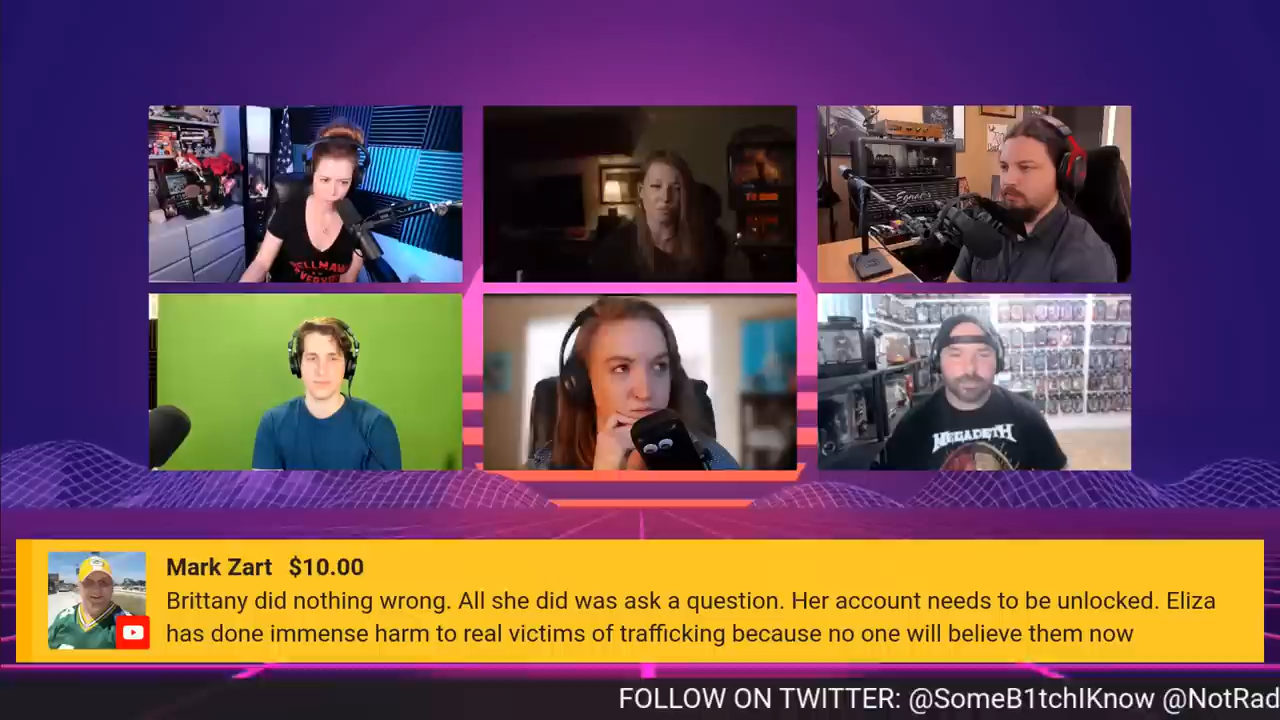 MEGADETH
Mark Zart $10.00
Brittany did nothing wrong. All she did was ask a question. Her account needs to be unlocked. Eliza
has done immense harm to real victims of trafficking because no one will believe them now
FOLLOW ON TWITTER: @SomeB1tchIKnow @NotRad